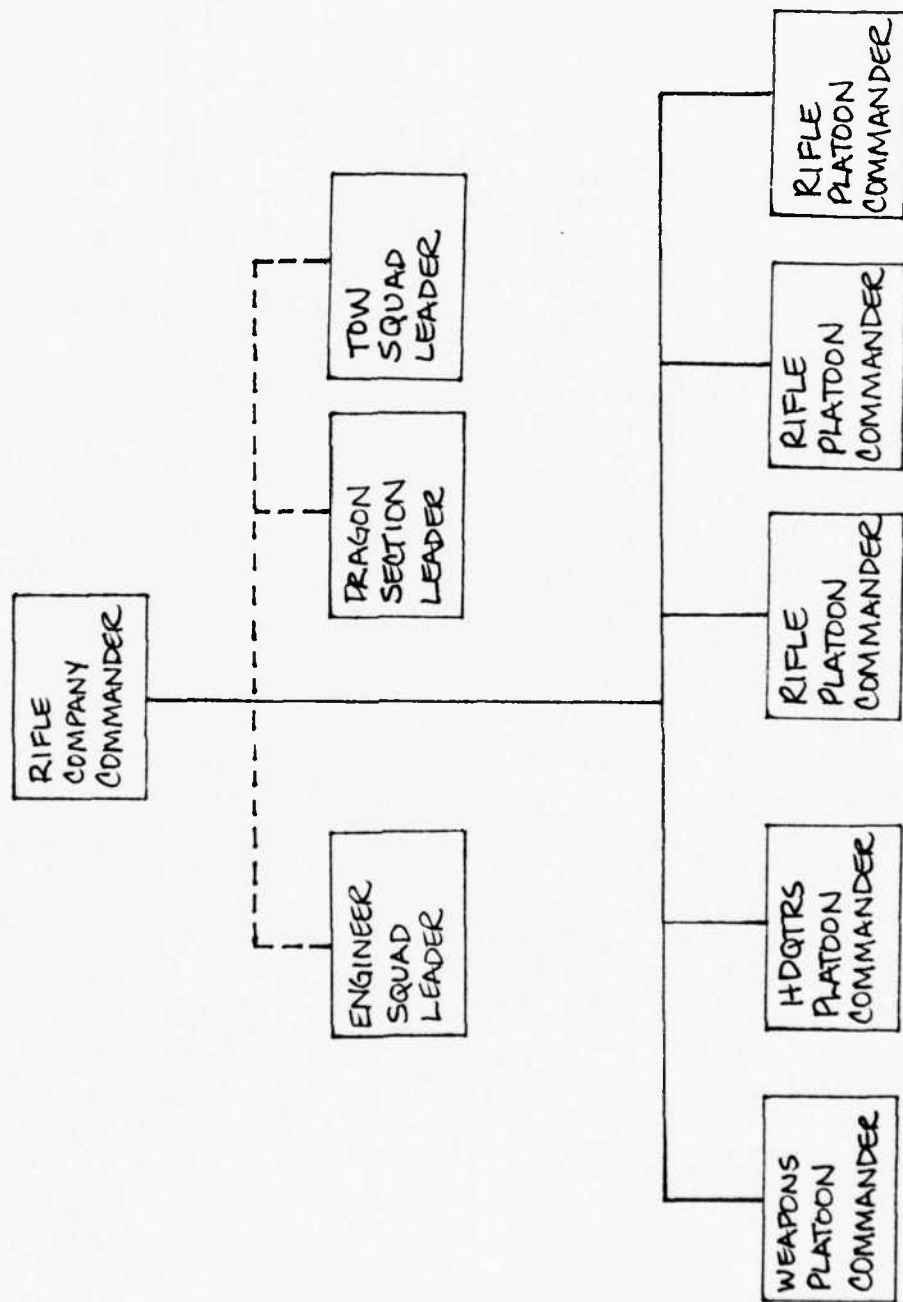 RIFLE
COMPANY
COMMANDER
ENGINEER
SQUAD
LEADER
DRAGON
SECTION
LEADER
TOW
SQUAD
LEADER
WEAPONS
PLATOON
COMMANDER
HDQTRS
PLATOON
COMMANDER
RIFLE
PLATOON
COMMANDER
RIFLE
PLATOON
COMMANDER
RIFLE
PLATOON
COMMANDER